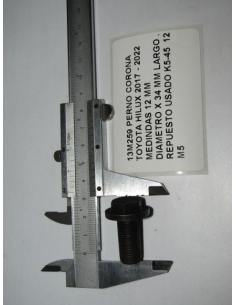 13M259 PERNO CORONA
TOYOTA HILUX 2017 - 2022
MEDINDAS 12 MM
DIAMETRO X 34 MM LARGO -
REPUESTO USADO K5-45 12
M5